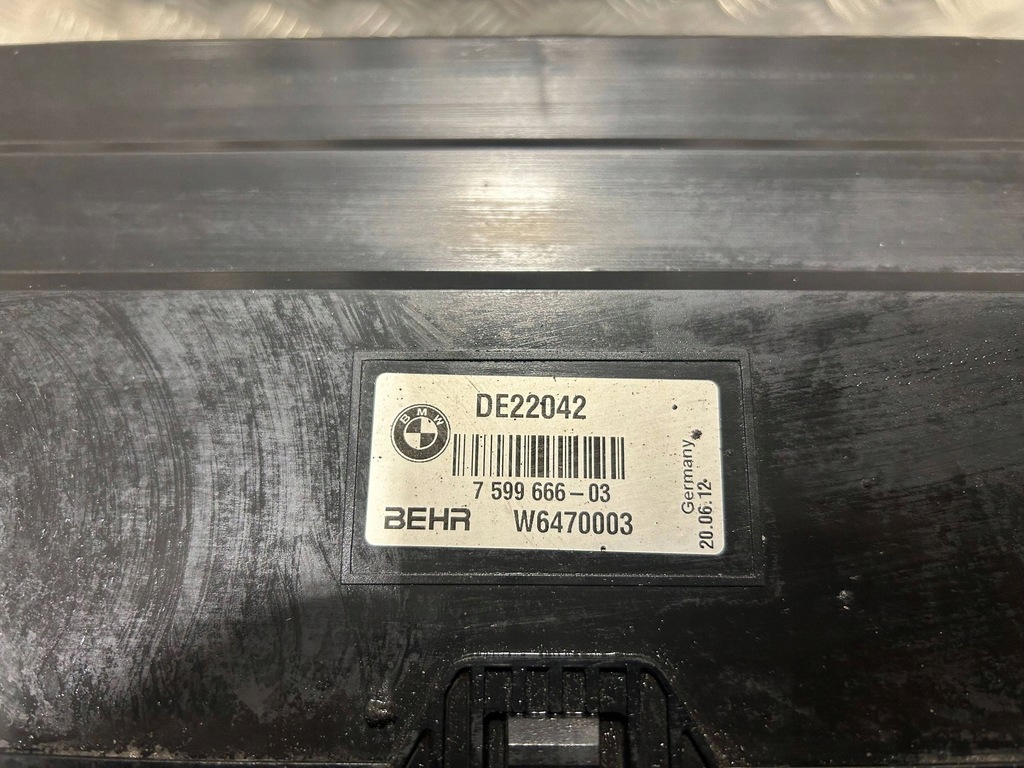 DE22042
BMW
7 599 666-03
BEHR W6470003
Germany
20.06.12